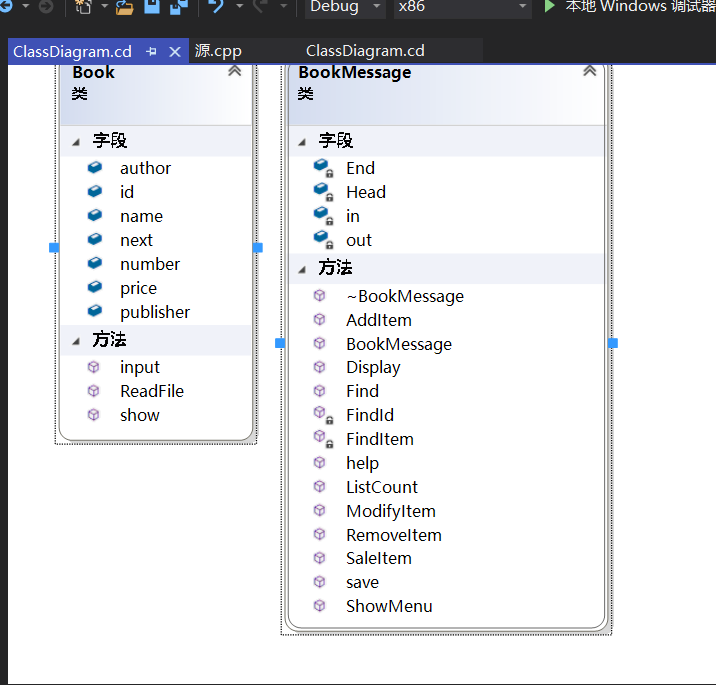 Debug x86 本地 Windows 调试器
ClassDiagram.cd 源.cpp ClassDiagram.cd
Book
类
字段
author
id
name
next
number
price
publisher
方法
input
ReadFile
show
BookMessage
类
字段
End
Head
in
out
方法
~BookMessage
AddItem
BookMessage
Display
Find
FindId
FindItem
help
ListCount
ModifyItem
RemoveItem
SaleItem
save
ShowMenu